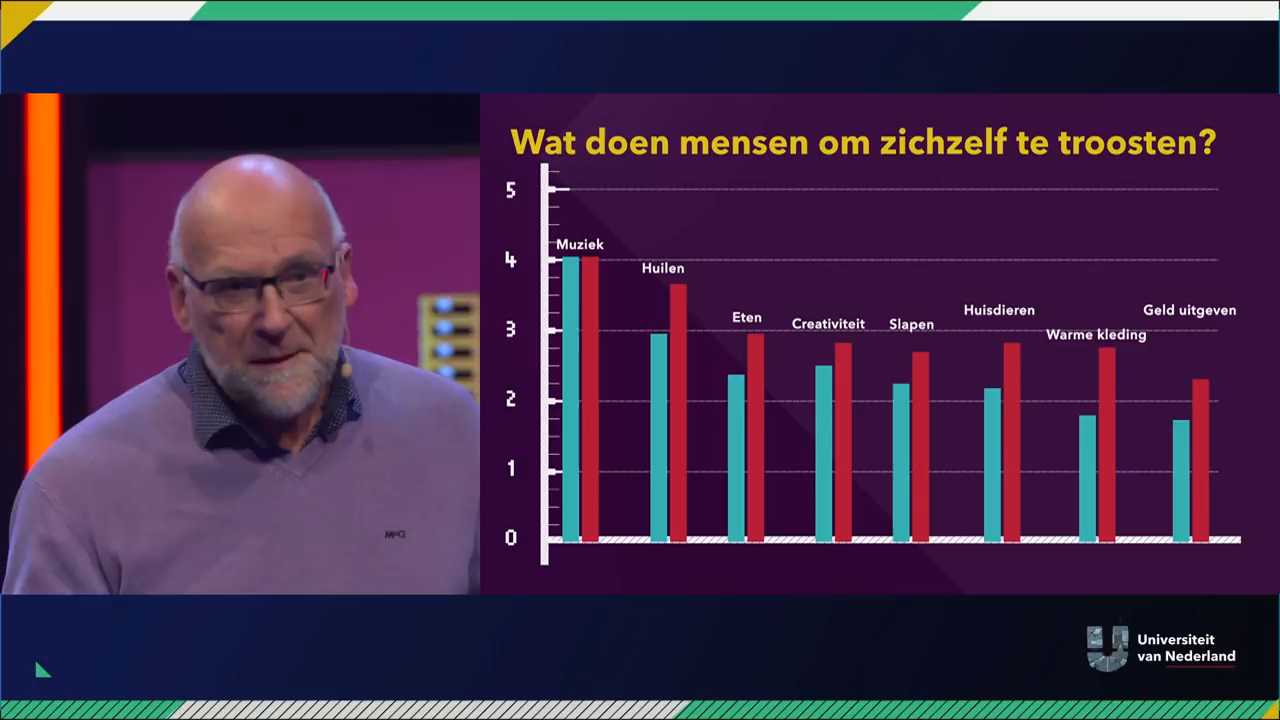 Wat doen mensen om zichzelf te troosten?
5
4
3
2
1
0
Muziek
Huilen
Eten
Creativiteit
Slapen
Huisdieren
Warme kleding
Geld uitgeven
McG
Universiteit
van Nederland